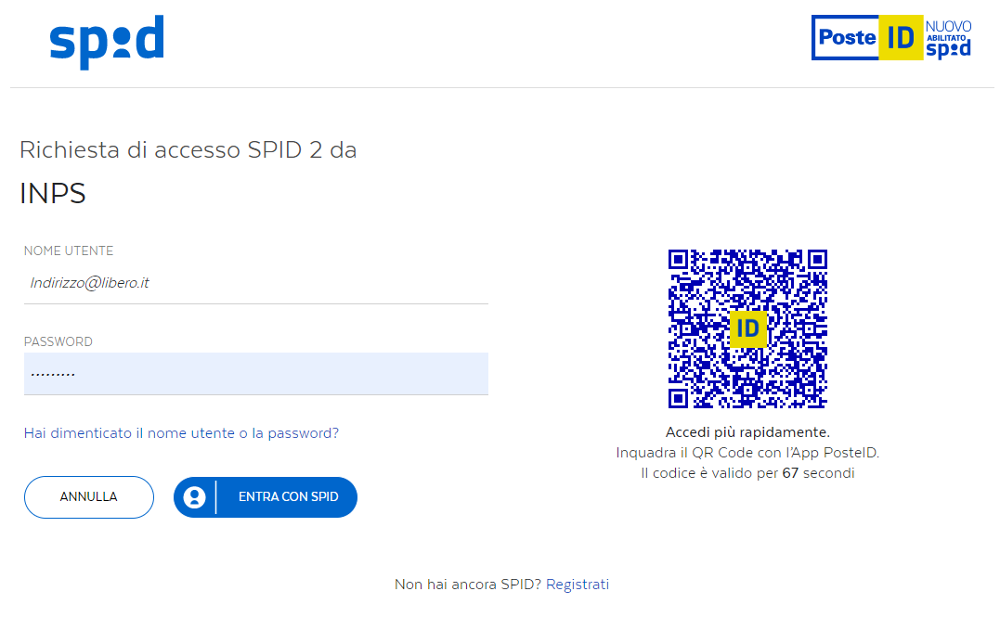 spid
Poste ID NUOVO ABILITATO spid
Richiesta di accesso SPID 2 da
INPS
NOME UTENTE
Indirizzo@libero.it
PASSWORD
.........
Hai dimenticato il nome utente o la password?
ANNULLA
ENTRA CON SPID
ID
Accedi più rapidamente.
Inquadra il QR Code con l'App PosteID.
Il codice è valido per 67 secondi
Non hai ancora SPID? Registrati